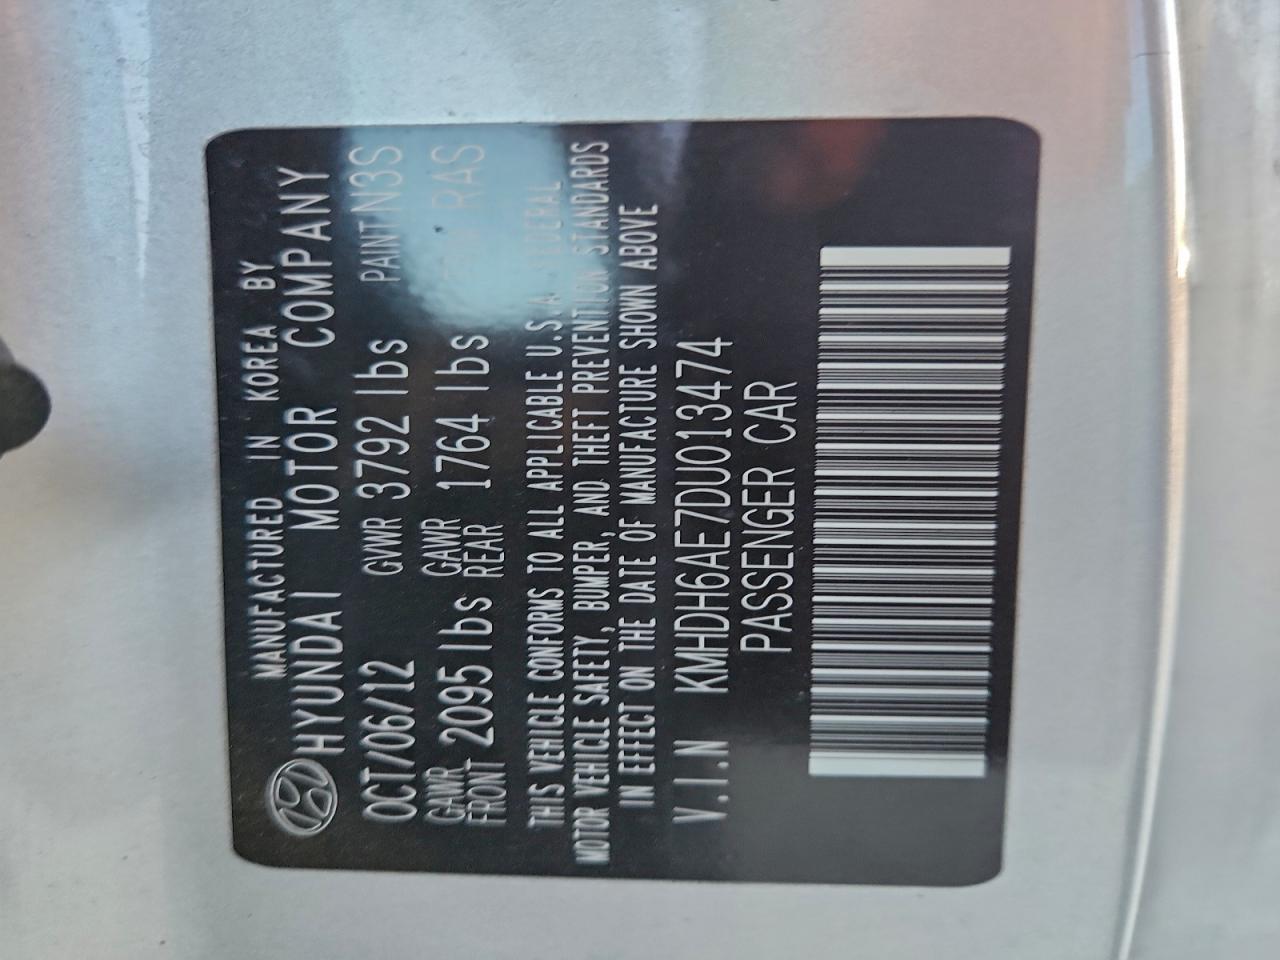 MANUFACTURED IN KOREA BY
HYUNDAI MOTOR COMPANY
OCT/06/12 GVWR 3792 lbs PAINT N3S
GAWR FRONT 2095 lbs GAWR REAR 1764 lbs RAS
THIS VEHICLE CONFORMS TO ALL APPLICABLE U.S.A. FEDERAL
MOTOR VEHICLE SAFETY, BUMPER, AND THEFT PREVENTION STANDARDS
IN EFFECT ON THE DATE OF MANUFACTURE SHOWN ABOVE
V.I.N KMHDH6AE7DU013474
PASSENGER CAR